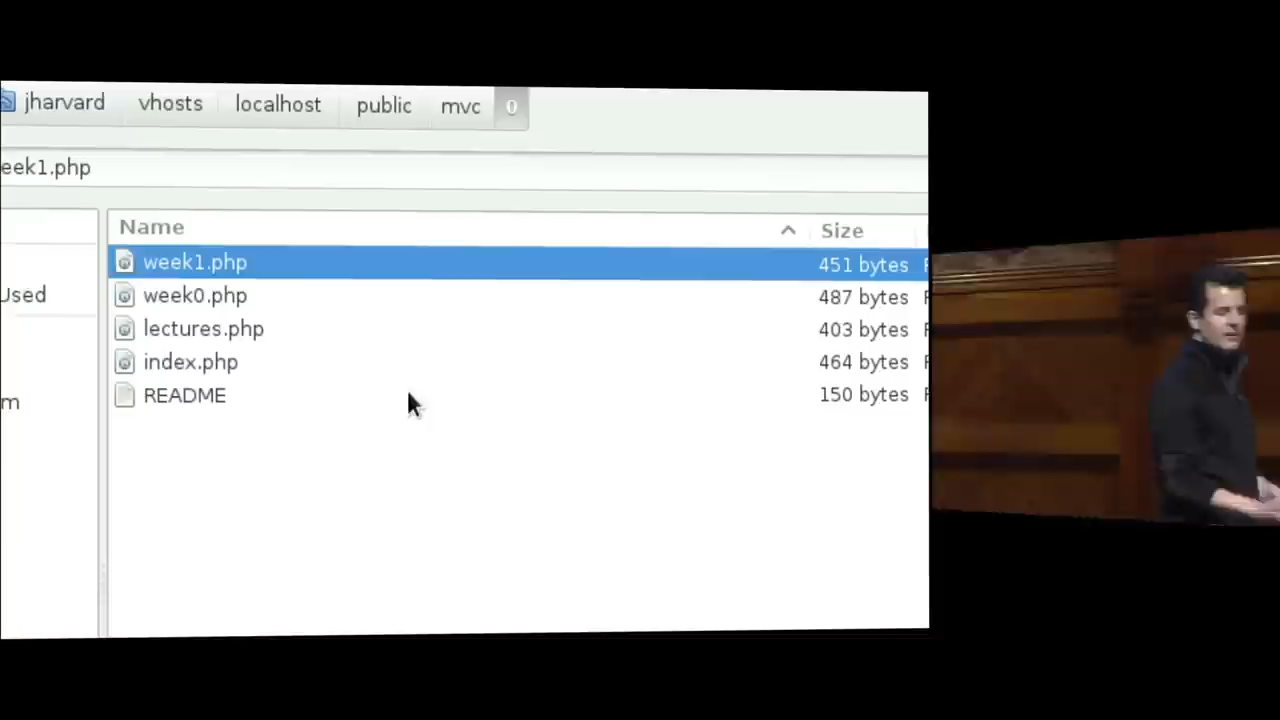 jharvard vhosts localhost public mvc 0
eek1.php
Name Size
week1.php 451 bytes
Used week0.php 487 bytes
lectures.php 403 bytes
index.php 464 bytes
m README 150 bytes